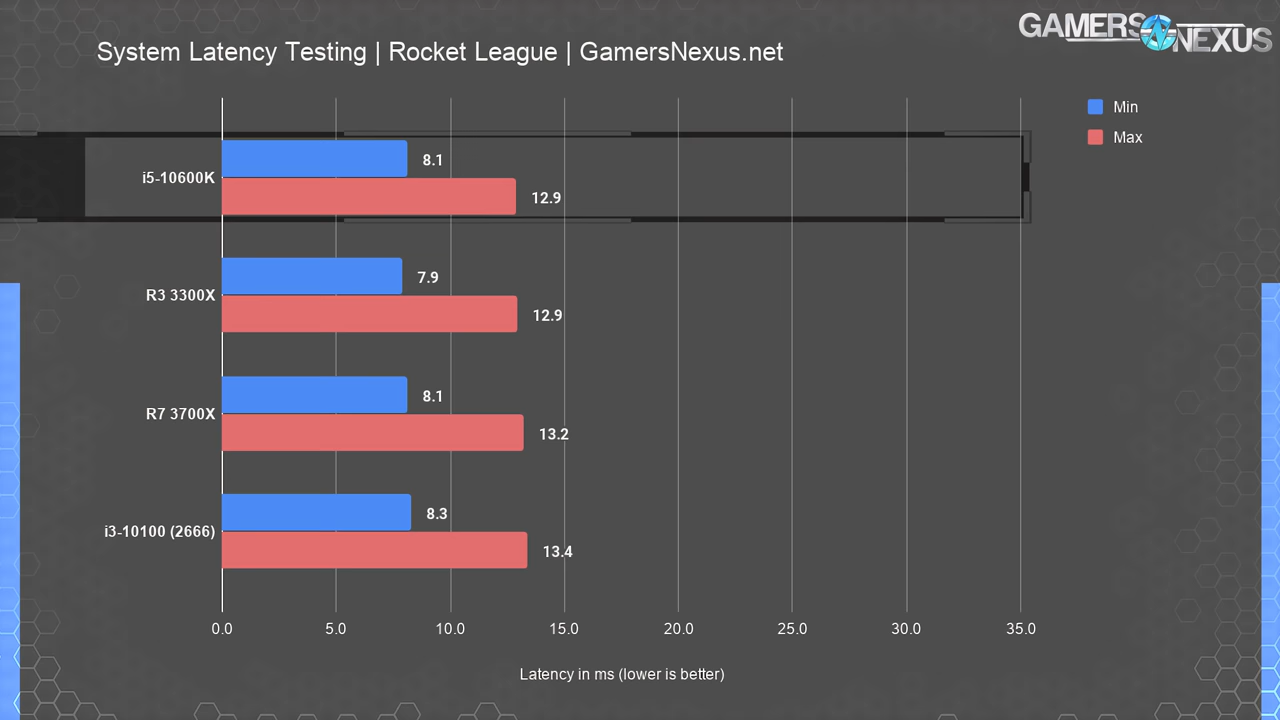 System Latency Testing | Rocket League | GamersNexus.net
GAMERS NEXUS
Min
Max
i5-10600K
8.1
12.9
R3 3300X
7.9
12.9
R7 3700X
8.1
13.2
i3-10100 (2666)
8.3
13.4
0.0 5.0 10.0 15.0 20.0 25.0 30.0 35.0
Latency in ms (lower is better)